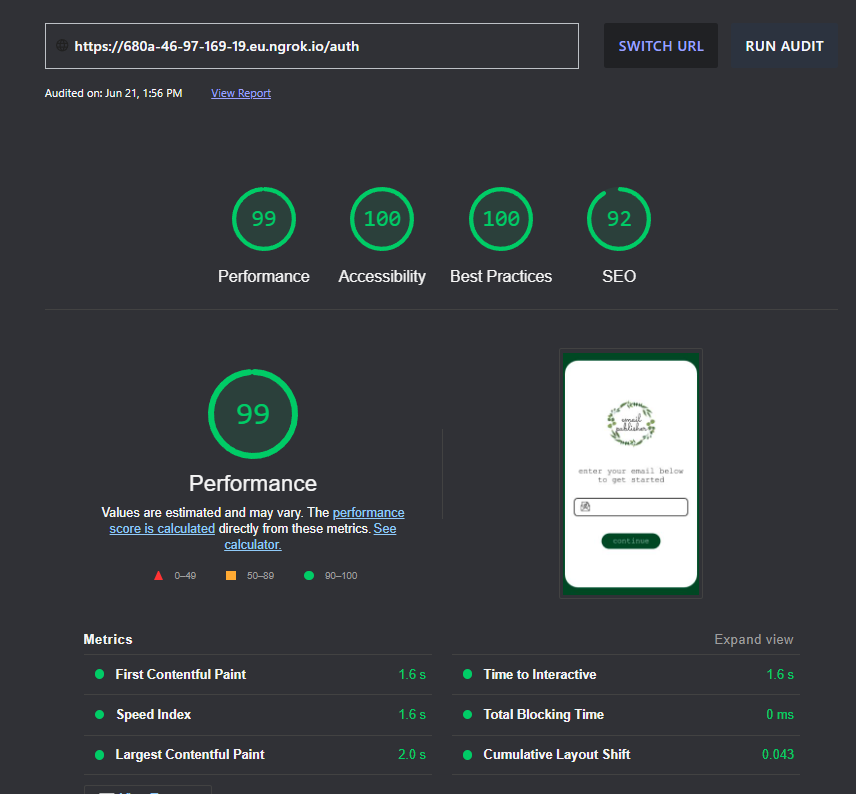 https://680a-46-97-169-19.eu.ngrok.io/auth
SWITCH URL
RUN AUDIT
Audited on: Jun 21, 1:56 PM
View Report
99
100
100
92
Performance
Accessibility
Best Practices
SEO
99
Performance
Values are estimated and may vary. The performance
score is calculated directly from these metrics. See
calculator.
0–49
50–89
90–100
email
publisher
enter your email below
to get started
continue
Metrics
Expand view
First Contentful Paint
1.6 s
Time to Interactive
1.6 s
Speed Index
1.6 s
Total Blocking Time
0 ms
Largest Contentful Paint
2.0 s
Cumulative Layout Shift
0.043